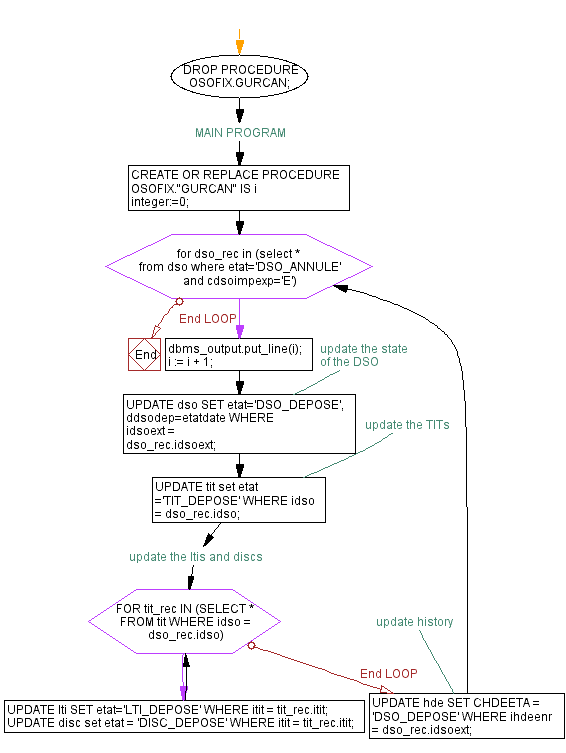 DROP PROCEDURE
OSOFIX.GURCAN;
MAIN PROGRAM
CREATE OR REPLACE PROCEDURE
OSOFIX."GURCAN" IS i
integer:=0;
for dso_rec in (select *
from dso where etat='DSO_ANNULE'
and cdsoimpexp='E')
End LOOP
End
dbms_output.put_line(i);
i := i + 1;
update the state
of the DSO
UPDATE dso SET etat='DSO_DEPOSE',
ddsodep=etatdate WHERE
idsoext =
dso_rec.idsoext;
update the TITs
UPDATE tit set etat
='TIT_DEPOSE' WHERE idso
= dso_rec.idso;
update the ltis and discs
FOR tit_rec IN (SELECT *
FROM tit WHERE idso =
dso_rec.idso)
update history
End LOOP
UPDATE lti SET etat='LTI_DEPOSE' WHERE itit = tit_rec.itit;
UPDATE disc set etat = 'DISC_DEPOSE' WHERE itit = tit_rec.itit;
UPDATE hde SET CHDEETA =
'DSO_DEPOSE' WHERE ihdeenr
= dso_rec.idsoext;